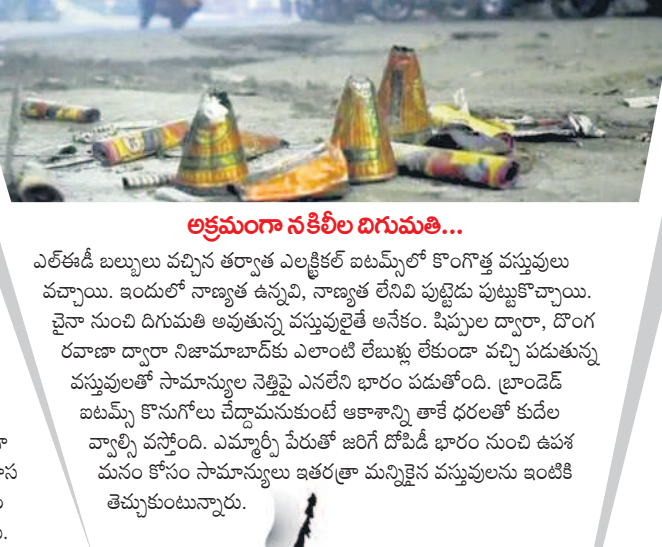 అక్రమంగా నకిలీల దిగుమతి...
ఎల్ఈడీ బల్బులు వచ్చిన తర్వాత ఎలక్ట్రికల్ ఐటమ్స్‌లో కొంగొత్త వస్తువులు
వచ్చాయి. ఇందులో నాణ్యత ఉన్నవి, నాణ్యత లేనివి పుట్టెడు పుట్టుకొచ్చాయి.
చైనా నుంచి దిగుమతి అవుతున్న వస్తువులైతే అనేకం. షిప్పుల ద్వారా, దొంగ
రవాణా ద్వారా నిజామాబాద్‌కు ఎలాంటి లేబుళ్లు లేకుండా వచ్చి పడుతున్న
వస్తువులతో సామాన్యుల నెత్తిపై ఎనలేని భారం పడుతోంది. బ్రాండెడ్
ఐటమ్స్ కొనుగోలు చేద్దామనుకుంటే ఆకాశాన్ని తాకే ధరలతో కుదేల
వ్వాల్సి వస్తోంది. ఎమ్మార్పీ పేరుతో జరిగే దోపిడీ భారం నుంచి ఉపశ
మనం కోసం సామాన్యులు ఇతరత్రా మన్నికైన వస్తువులను ఇంటికి
తెచ్చుకుంటున్నారు.